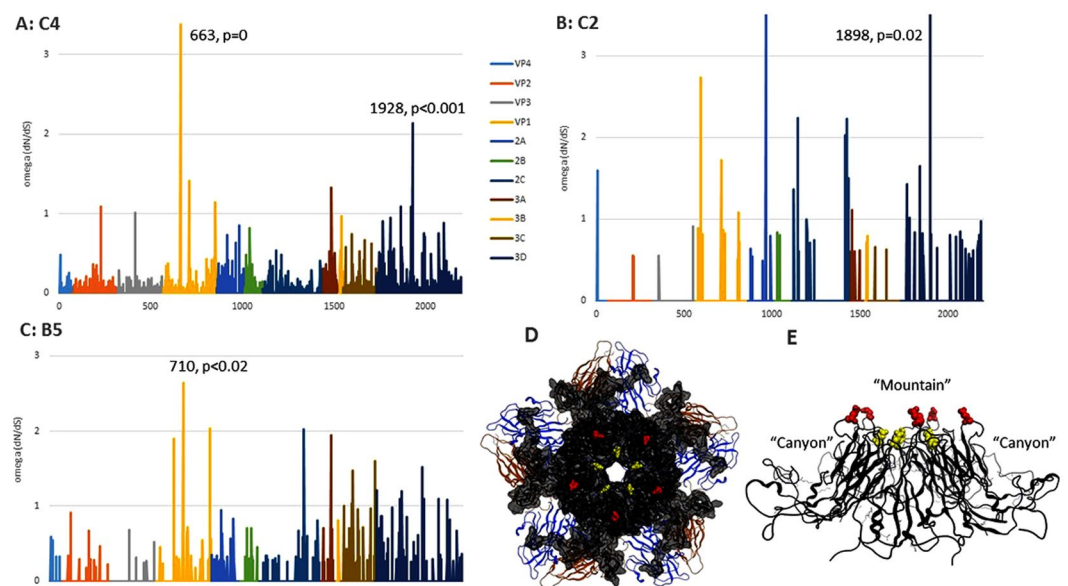 A: C4
663, p=0
1928, p<0.001
omega (dN/dS)
3
2
1
0
0
500
1000
1500
2000
VP4
VP2
VP3
VP1
2A
2B
2C
3A
3B
3C
3D
B: C2
1898, p=0.02
omega (dN/dS)
3
2
1
0
0
500
1000
1500
2000
C: B5
710, p<0.02
omega (dN/dS)
3
2
1
0
D
E
“Mountain”
“Canyon”
“Canyon”